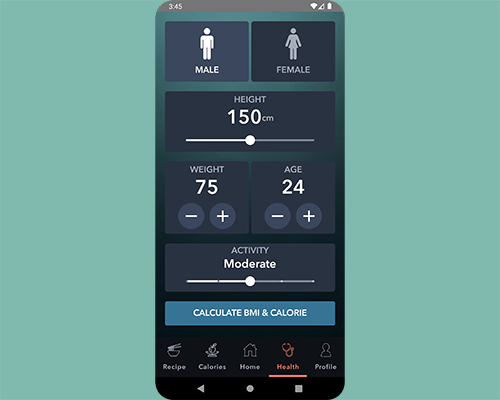 3:45
MALE FEMALE
HEIGHT
150cm
WEIGHT AGE
75 24
ACTIVITY
Moderate
CALCULATE BMI & CALORIE
Recipe Calories Home Health Profile